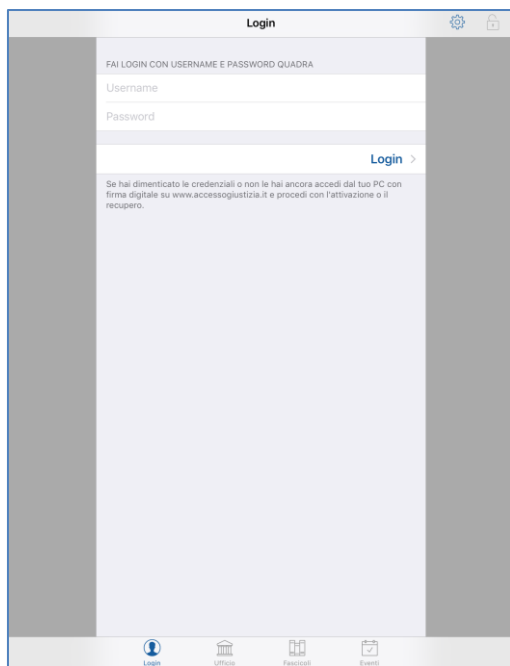 Login
FAI LOGIN CON USERNAME E PASSWORD QUADRA
Username
Password
Login
Se hai dimenticato le credenziali o non le hai ancora accedi dal tuo PC con
firma digitale su www.accessogiustizia.it e procedi con l'attivazione o il
recupero.
Login Ufficio Fascicoli Eventi